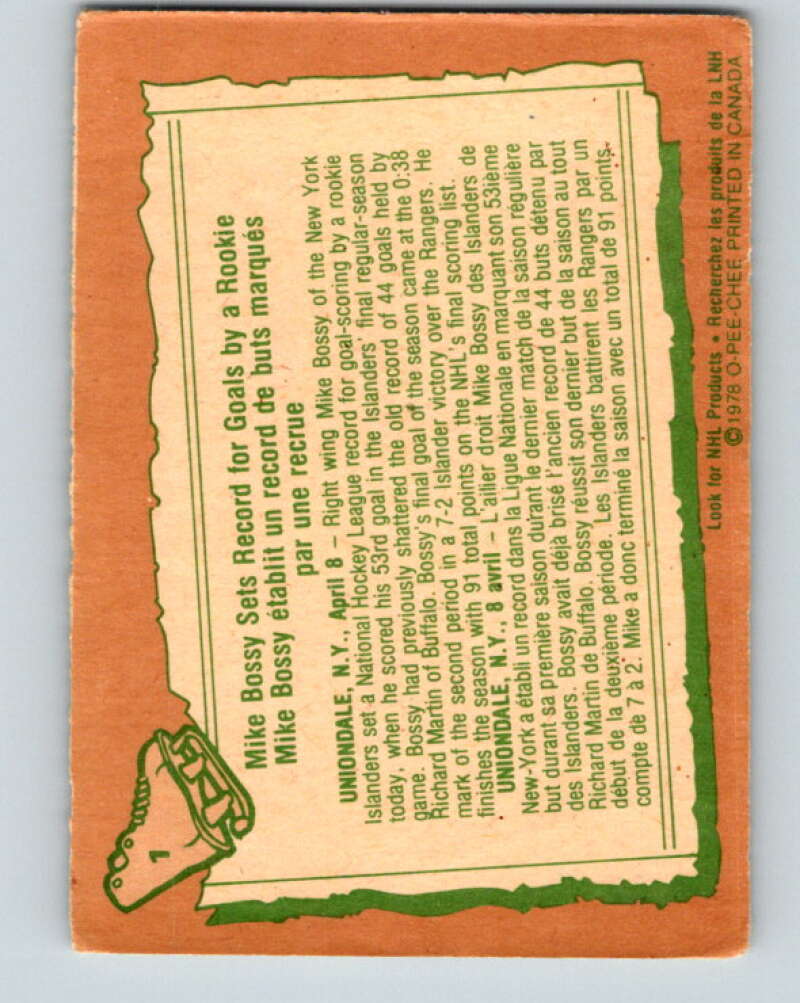 1
Mike Bossy Sets Record for Goals by a Rookie
Mike Bossy établit un record de buts marqués
par une recrue
UNIONDALE, N.Y., April 8 – Right wing Mike Bossy of the New York
Islanders set a National Hockey League record for goal-scoring by a rookie
today, when he scored his 53rd goal in the Islanders' final regular-season
game. Bossy had previously shattered the old record of 44 goals held by
Richard Martin of Buffalo. Bossy's final goal of the season came at the 0:38
mark of the second period in a 7-2 Islander victory over the Rangers. He
finishes the season with 91 total points on the NHL's final scoring list.
UNIONDALE, N.Y., 8 avril – L'ailier droit Mike Bossy des Islanders de
New-York a établi un record dans la Ligue Nationale en marquant son 53ième
but durant sa première saison durant le dernier match de la saison régulière
des Islanders. Bossy avait déjà brisé l'ancien record de 44 buts détenu par
Richard Martin de Buffalo. Bossy réussit son dernier but de la saison au tout
début de la deuxième période. Les Islanders battirent les Rangers par un
compte de 7 à 2. Mike a donc terminé la saison avec un total de 91 points.
Look for NHL Products • Recherchez les produits de la LNH
©1978 O-PEE-CHEE PRINTED IN CANADA